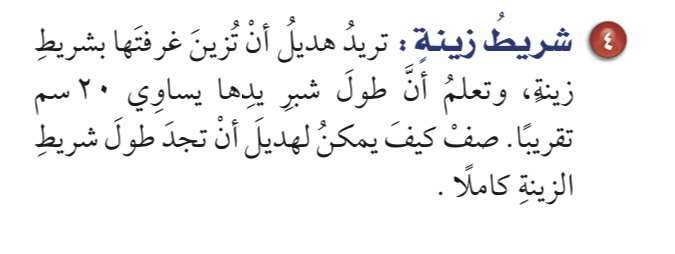 ٤ شريطُ زينةٍ : تريدُ هديلُ أنْ تُزينَ غرفتَها بشريطِ
زينةٍ، وتعلمُ أنَّ طولَ شبرِ يدِها يساوِي ٢٠ سم
تقريبًا. صفْ كيفَ يمكنُ لهديلَ أنْ تجدَ طولَ شريطِ
الزينةِ كاملًا .